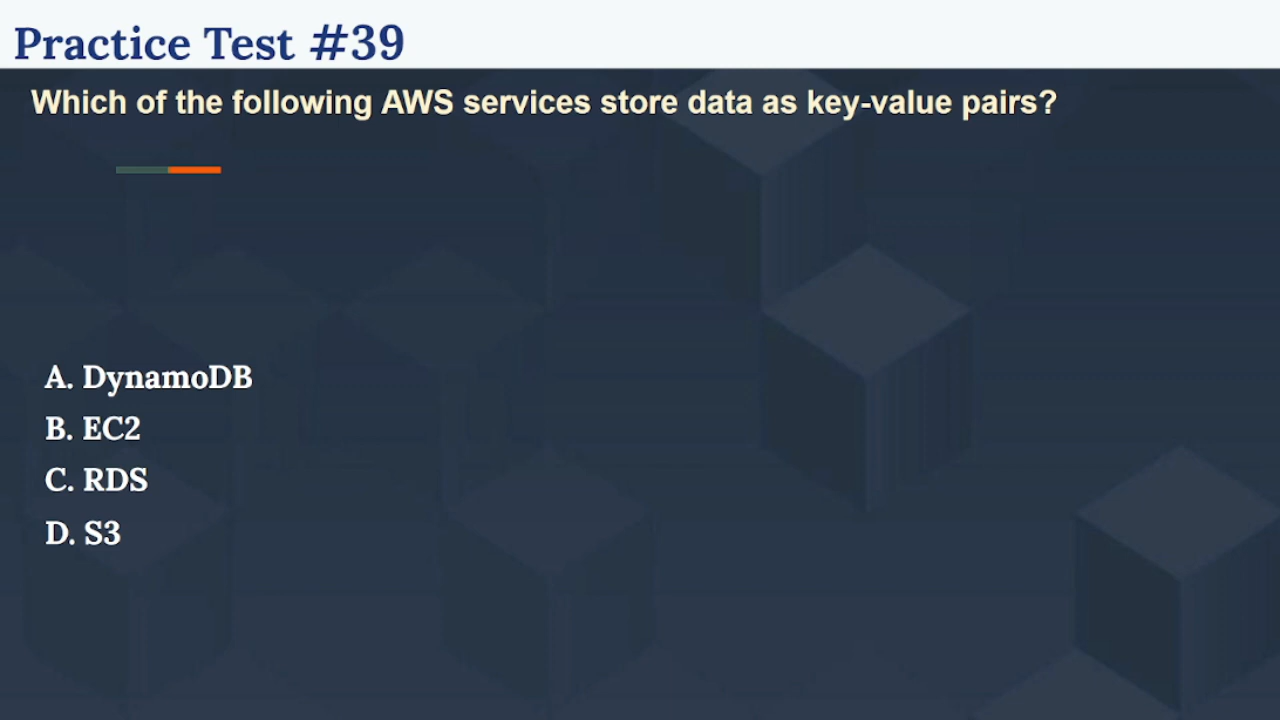 Practice Test #39
Which of the following AWS services store data as key-value pairs?
A. DynamoDB
B. EC2
C. RDS
D. S3